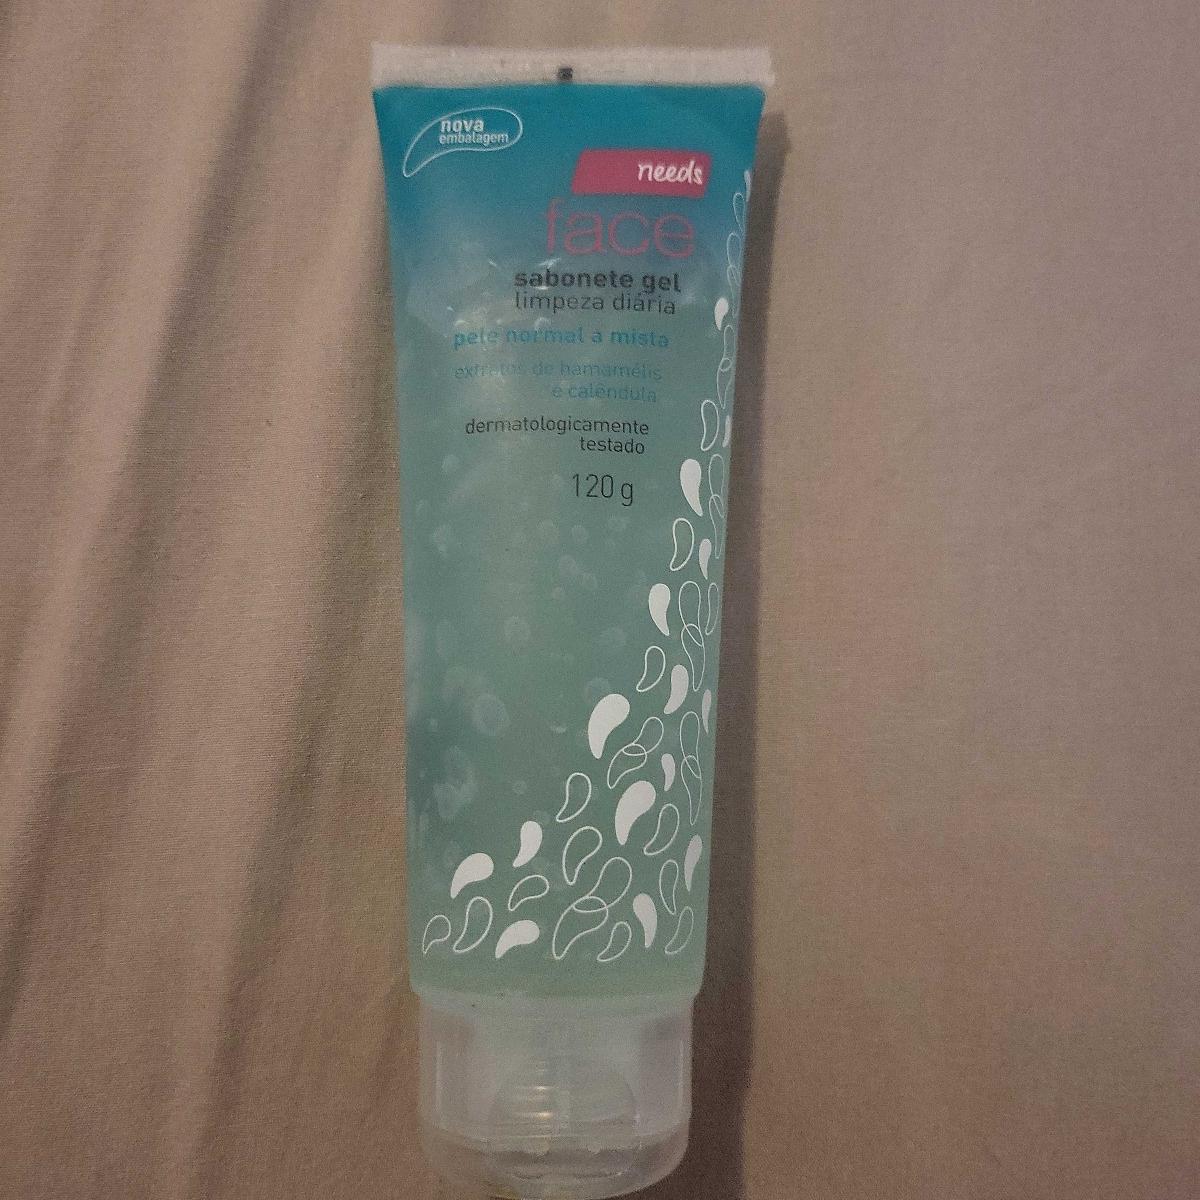 nova
embalagem
needs
face
sabonete gel
limpeza diária
pele normal a mista
extratos de hamamélis
e calêndula
dermatologicamente
testado
120 g